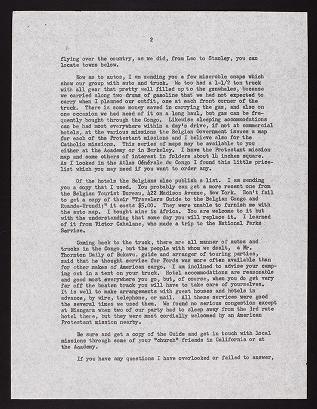 2
flying over the country, as we did, from Leo to Stanley, you can
locate towns below.
Now as to autos, I am sending you a few miserable snaps which
show our group with auto and truck. We too had a 1-1/2 ton truck
with all gear that pretty well filled up to the gunwhales, because
we carried along two drums of gasoline that we had not expected to
carry when I planned our outfit, one at each front corner of the
truck. There is some money saved in carrying the gas, and also on
one occasion we had need of it on a long haul, but gas can be fre-
quently bought through the Congo. Likewise sleeping accommodations
can be had most everywhere within a day's drive, if not at commercial
hotels, at the various missions the Belgian Government issues a map
for each of the Protestant missions and I believe also for the
Catholic missions. This series of maps may be available to you
either at the Academy or in Berkeley. I have the Protestant mission
map and some others of interest in folders about 11 inches square.
As I looked in the Atlas Générale du Congo I found this little price-
list which you may need if you want to order any.
Of the hotels the Belgians also publish a list. I am sending
you a copy that I used. You probably can get a more recent one from
the Belgian Tourist Bureau, 422 Madison Avenue, New York. Don't fail
to get a copy of their "Travelers Guide to the Belgian Congo and
Ruanda-Urundi" it costs $5.00. They were unable to furnish me with
the auto map. I bought mine in Africa. You are welcome to it but
with the understanding that some day you will replace it. I learned
of it from Victor Cahalane, who made a trip to the National Parks
Service.
Coming back to the truck, there are all manner of autos and
trucks in the Congo, but the people with whom we dealt, a Mr.
Thornton Dailly of Bukavu, guide and arranger of touring parties,
said that he thought service for Fords was more often available than
for other makes of American cargo. I am inclined to advise your camp-
ing out in a tent on your truck. Hotel accommodations are reasonable
and good most everywhere you go, but, of course, when you do get very
far off the beaten track you will have to take care of yourselves.
It is well to make arrangements with guest houses and hotels in
advance, by wire, telephone, or mail. All these services were good
the several times we used them. We found no serious congestion except
at Kisangara when two of our party had to sleep away from the 3rd rate
hotel there, but they were most cordially welcomed by an American
Protestant mission nearby.
Be sure and get a copy of the Guide and get in touch with local
missions through some of your "church" friends in California or at
the Academy.
If you have any questions I have overlooked or failed to answer,